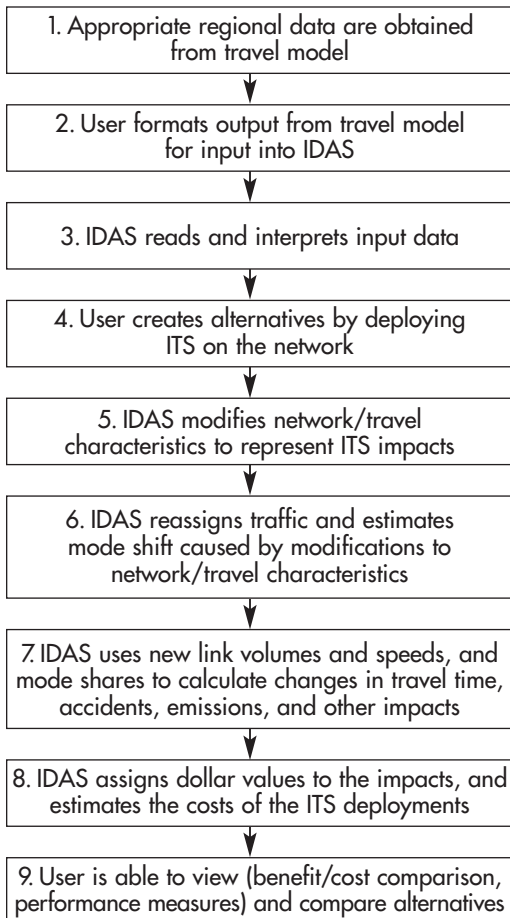 1. Appropriate regional data are obtained
from travel model
2. User formats output from travel model
for input into IDAS
3. IDAS reads and interprets input data
4. User creates alternatives by deploying
ITS on the network
5. IDAS modifies network/travel
characteristics to represent ITS impacts
6. IDAS reassigns traffic and estimates
mode shift caused by modifications to
network/travel characteristics
7. IDAS uses new link volumes and speeds, and
mode shares to calculate changes in travel time,
accidents, emissions, and other impacts
8. IDAS assigns dollar values to the impacts, and
estimates the costs of the ITS deployments
9. User is able to view (benefit/cost comparison,
performance measures) and compare alternatives